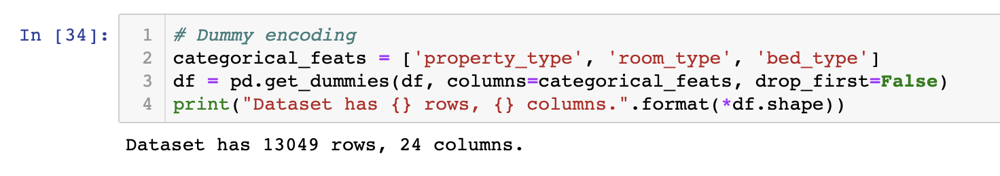 In [34]:
1 # Dummy encoding
2 categorical_feats = ['property_type', 'room_type', 'bed_type']
3 df = pd.get_dummies(df, columns=categorical_feats, drop_first=False)
4 print("Dataset has {} rows, {} columns.".format(*df.shape))
Dataset has 13049 rows, 24 columns.